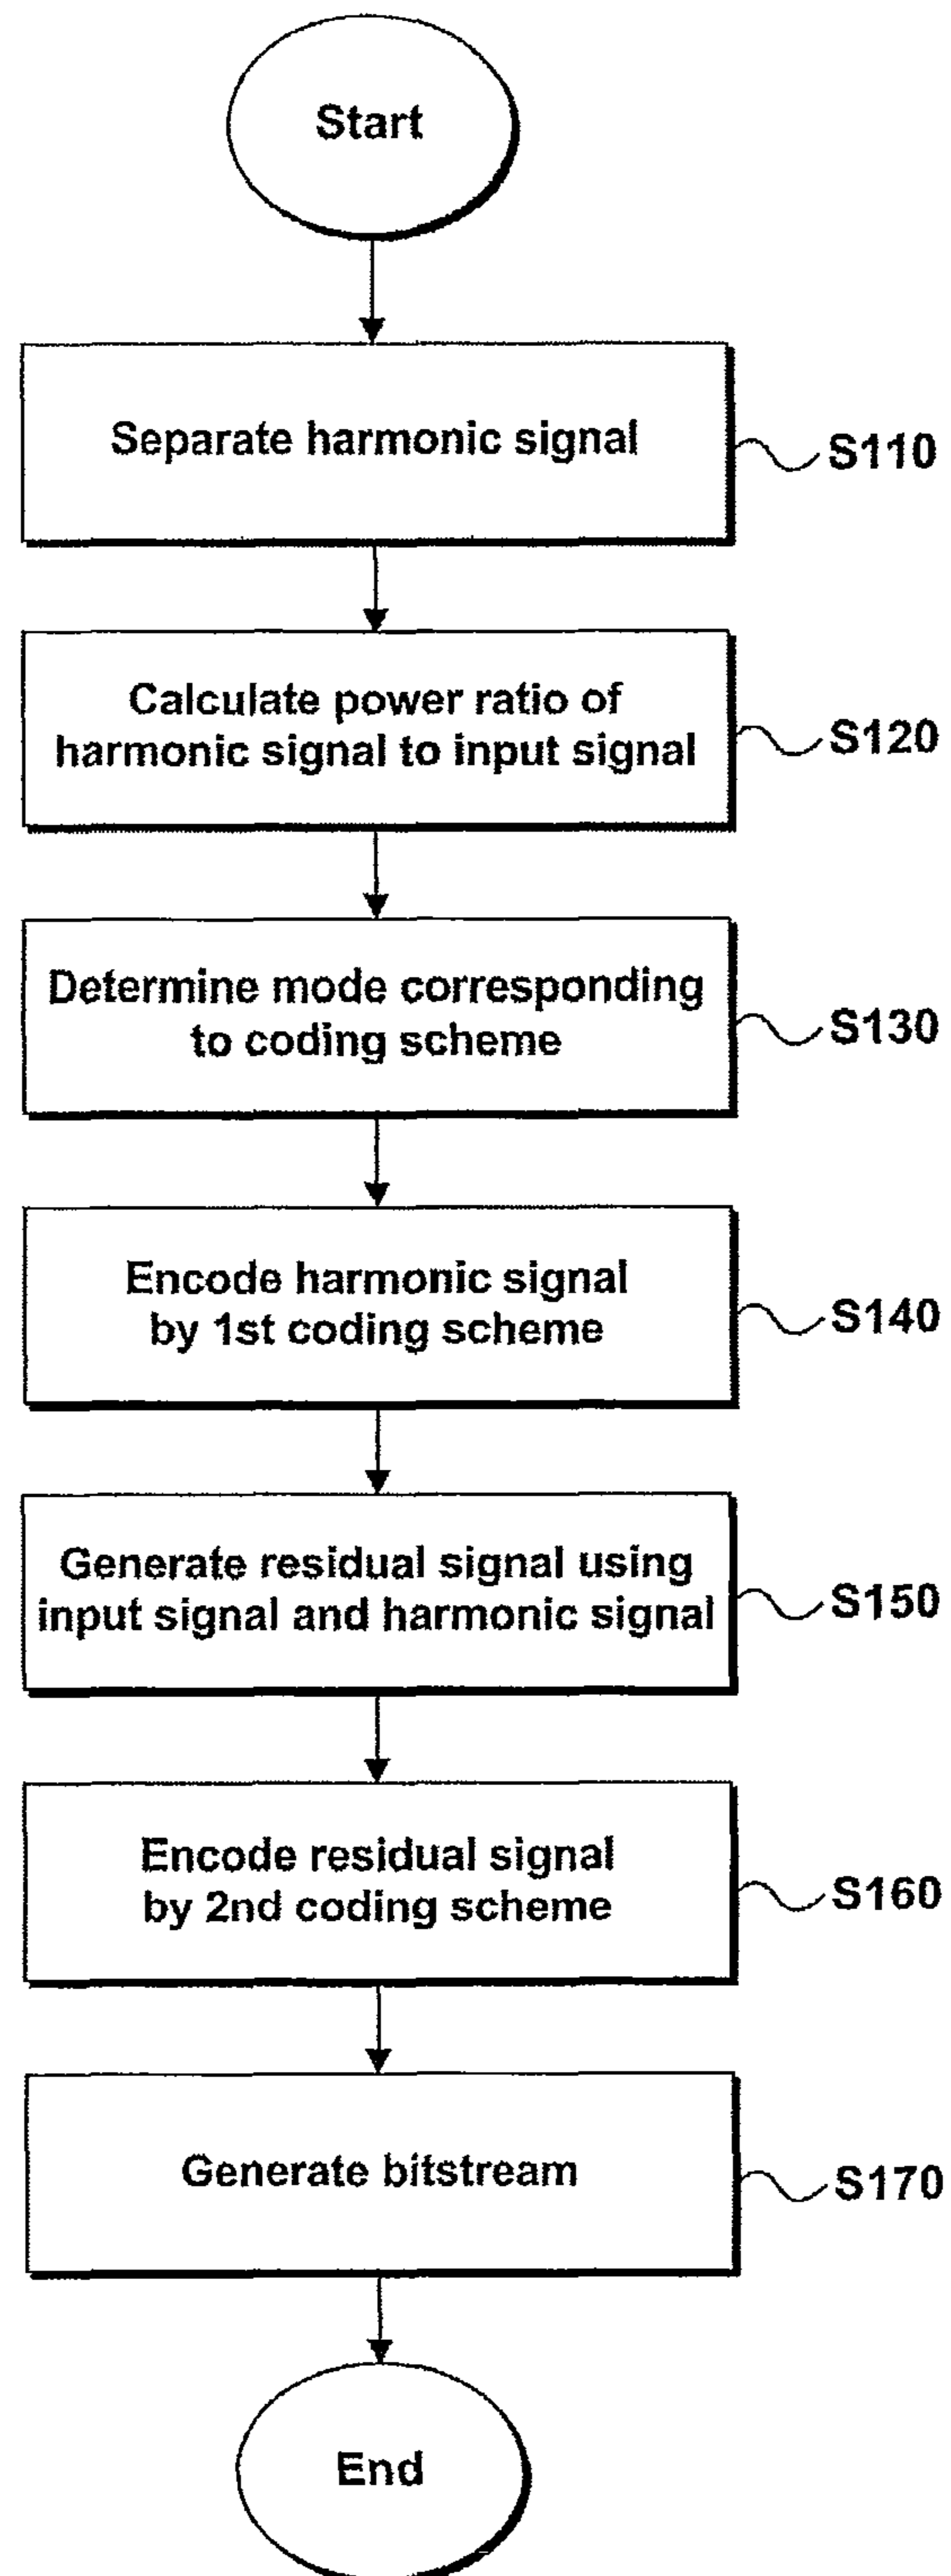 Start
Separate harmonic signal
S110
Calculate power ratio of
harmonic signal to input signal
S120
Determine mode corresponding
to coding scheme
S130
Encode harmonic signal
by 1st coding scheme
S140
Generate residual signal using
input signal and harmonic signal
S150
Encode residual signal
by 2nd coding scheme
S160
Generate bitstream
S170
End